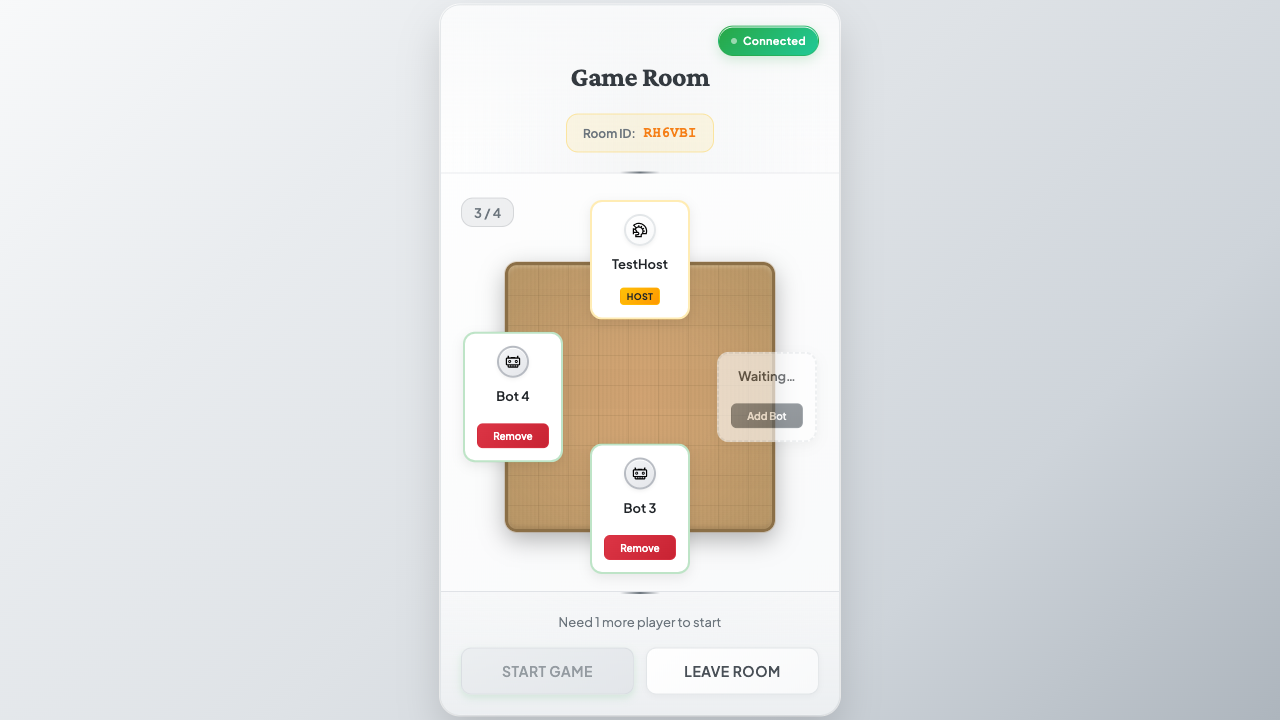 Connected
Game Room
Room ID: RH6VBI
3 / 4
TestHost
HOST
Bot 4
Remove
Waiting...
Add Bot
Bot 3
Remove
Need 1 more player to start
START GAME
LEAVE ROOM